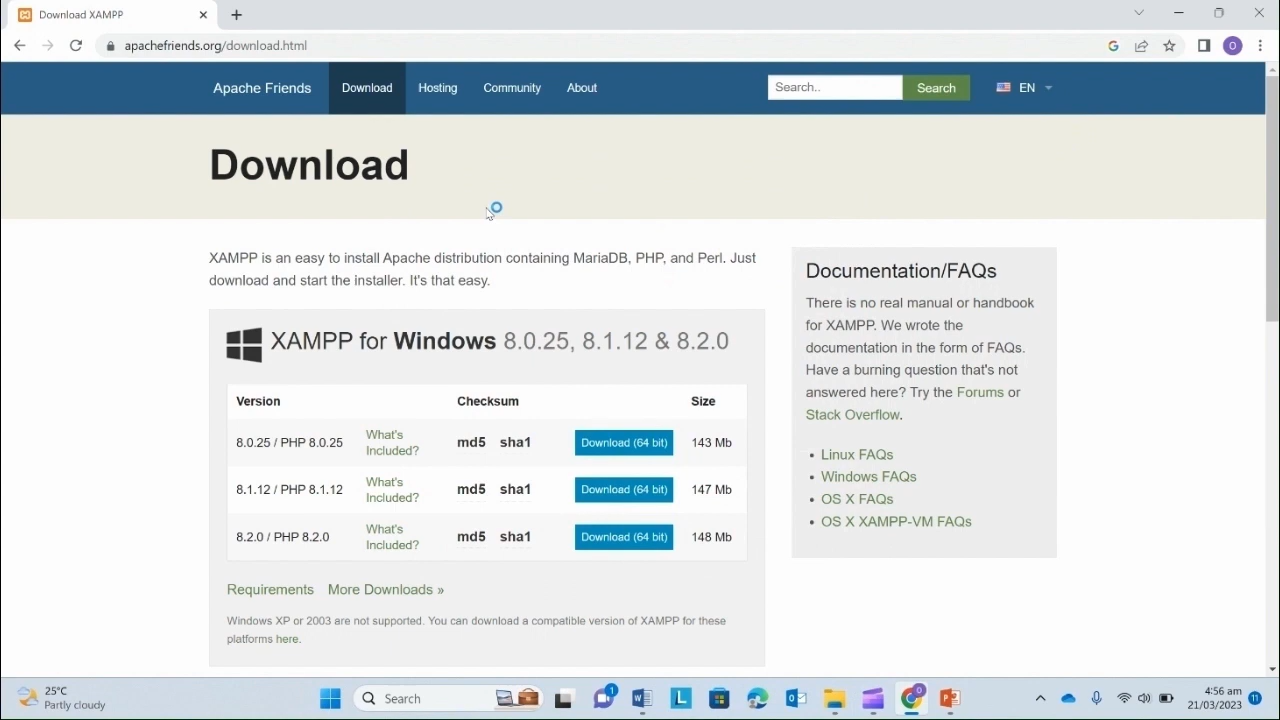 Download XAMPP
apachefriends.org/download.html
O
Apache Friends Download Hosting Community About Search.. Search EN
Download
XAMPP is an easy to install Apache distribution containing MariaDB, PHP, and Perl. Just
download and start the installer. It's that easy.
XAMPP for Windows 8.0.25, 8.1.12 & 8.2.0
Version Checksum Size
8.0.25 / PHP 8.0.25 What's Included? md5 sha1 Download (64 bit) 143 Mb
8.1.12 / PHP 8.1.12 What's Included? md5 sha1 Download (64 bit) 147 Mb
8.2.0 / PHP 8.2.0 What's Included? md5 sha1 Download (64 bit) 148 Mb
Requirements More Downloads »
Windows XP or 2003 are not supported. You can download a compatible version of XAMPP for these
platforms here.
Documentation/FAQs
There is no real manual or handbook
for XAMPP. We wrote the
documentation in the form of FAQs.
Have a burning question that's not
answered here? Try the Forums or
Stack Overflow.
• Linux FAQs
• Windows FAQs
• OS X FAQs
• OS X XAMPP-VM FAQs
25°C
Partly cloudy
Search
1
L
4:56 am
21/03/2023
11